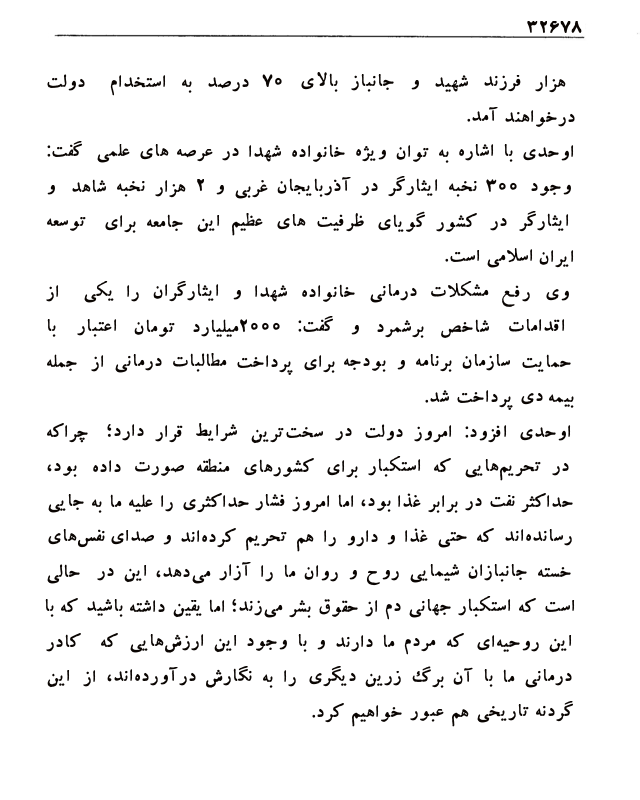 ۳۲۶۷۸
هزار فرزند شهید و جانباز بالای ۷۰ درصد به استخدام دولت
درخواهند آمد.
اوحدی با اشاره به توان ویژه خانواده شهدا در عرصه های علمی گفت:
وجود ۳۰۰ نخبه ایثارگر در آذربایجان غربی و ۲ هزار نخبه شاهد و
ایثارگر در کشور گویای ظرفیت های عظیم این جامعه برای توسعه
ایران اسلامی است.
وی رفع مشکلات درمانی خانواده شهدا و ایثارگران را یکی از
اقدامات شاخص برشمرد و گفت: ۲۰۰۰میلیارد تومان اعتبار با
حمایت سازمان برنامه و بودجه برای پرداخت مطالبات درمانی از جمله
بیمه دی پرداخت شد.
اوحدی افزود: امروز دولت در سخت‌ترین شرایط قرار دارد؛ چراکه
در تحریم‌هایی که استکبار برای کشورهای منطقه صورت داده بود،
حداکثر نفت در برابر غذا بود، اما امروز فشار حداکثری را علیه ما به جایی
رسانده‌اند که حتی غذا و دارو را هم تحریم کرده‌اند و صدای نفس‌های
خسته جانبازان شیمیایی روح و روان ما را آزار می‌دهد، این در حالی
است که استکبار جهانی دم از حقوق بشر می‌زند؛ اما یقین داشته باشید که با
این روحیه‌ای که مردم ما دارند و با وجود این ارزش‌هایی که کادر
درمانی ما با آن برگ زرین دیگری را به نگارش درآورده‌اند، از این
گردنه تاریخی هم عبور خواهیم کرد.